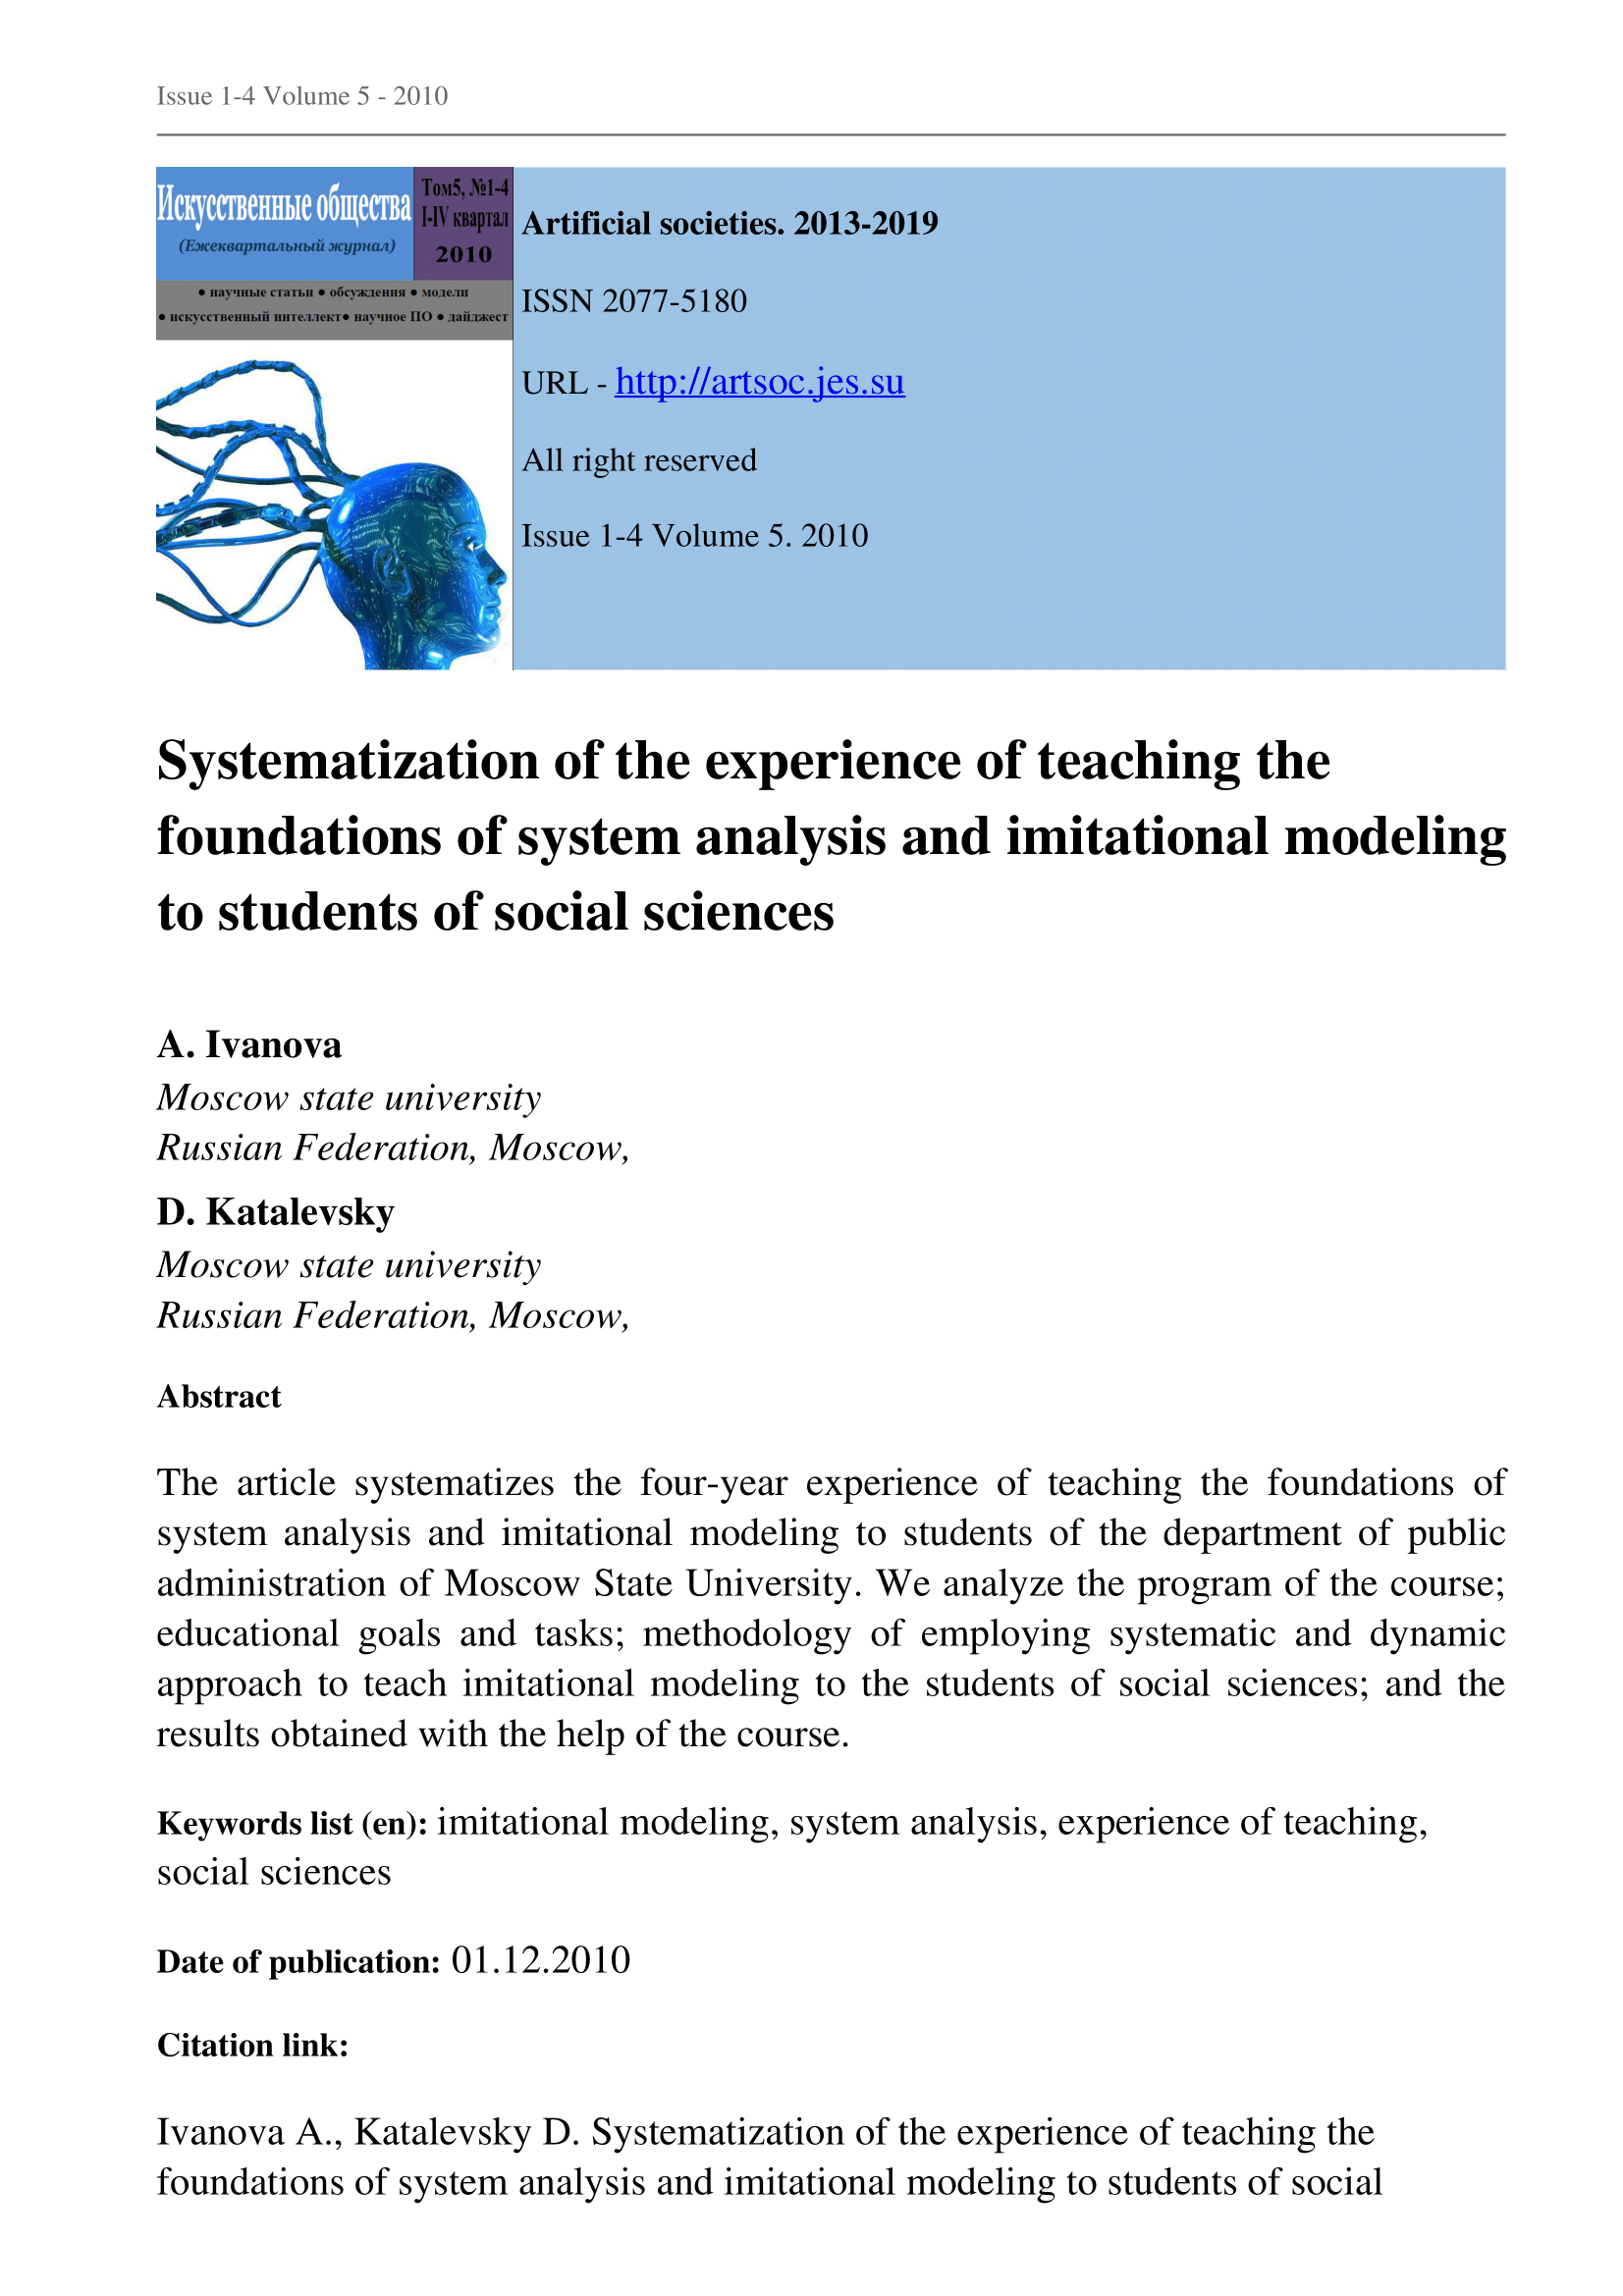 Issue 1-4 Volume 5 - 2010
Искусственные общества
(Ежеквартальный журнал)
Том5, №1-4
I-IV квартал
2010
● научные статьи ● обсуждения ● модели
● искусственный интеллект● научное ПО ● дайджест
Artificial societies. 2013-2019
ISSN 2077-5180
URL - http://artsoc.jes.su
All right reserved
Issue 1-4 Volume 5. 2010
Systematization of the experience of teaching the
foundations of system analysis and imitational modeling
to students of social sciences
A. Ivanova
Moscow state university
Russian Federation, Moscow,
D. Katalevsky
Moscow state university
Russian Federation, Moscow,
Abstract
The article systematizes the four-year experience of teaching the foundations of
system analysis and imitational modeling to students of the department of public
administration of Moscow State University. We analyze the program of the course;
educational goals and tasks; methodology of employing systematic and dynamic
approach to teach imitational modeling to the students of social sciences; and the
results obtained with the help of the course.
Keywords list (en): imitational modeling, system analysis, experience of teaching,
social sciences
Date of publication: 01.12.2010
Citation link:
Ivanova A., Katalevsky D. Systematization of the experience of teaching the
foundations of system analysis and imitational modeling to students of social